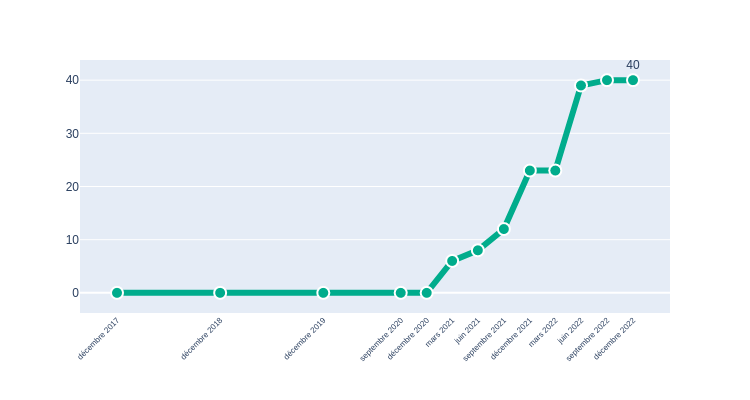 40
40
30
20
10
0
décembre 2017
décembre 2018
décembre 2019
septembre 2020
décembre 2020
mars 2021
juin 2021
septembre 2021
décembre 2021
mars 2022
juin 2022
septembre 2022
décembre 2022